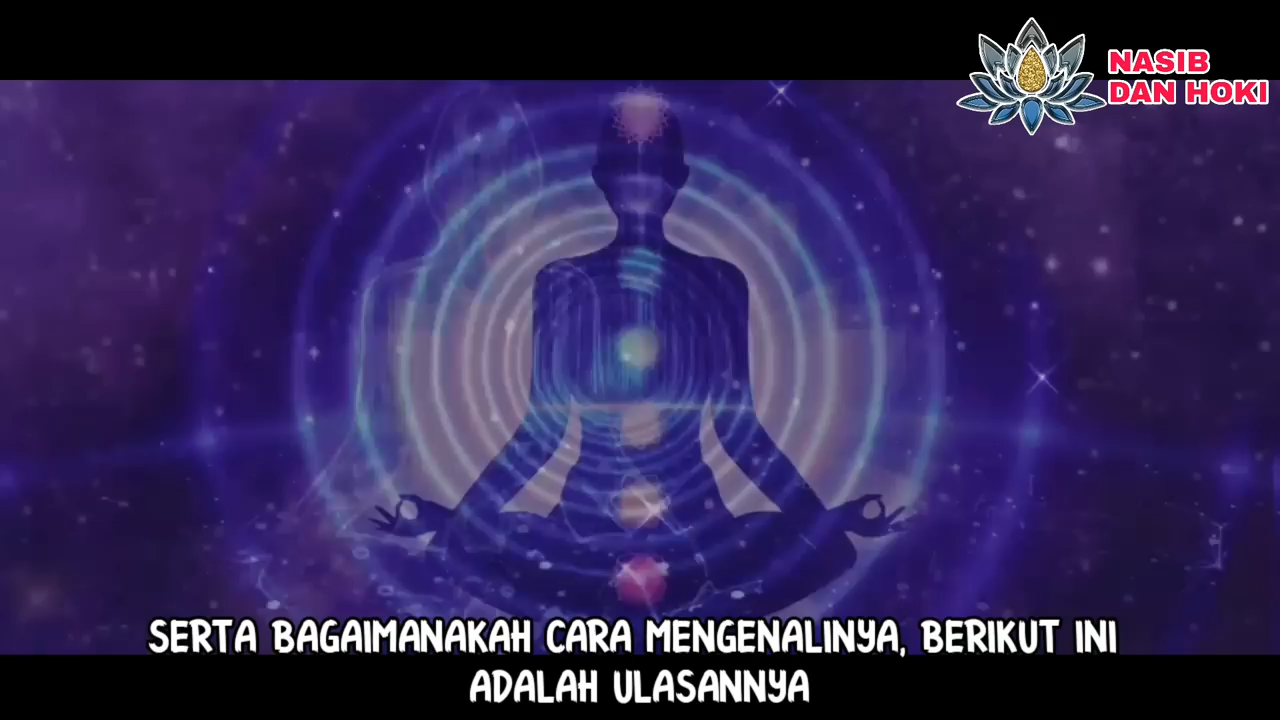 NASIB
DAN HOKI
SERTA BAGAIMANAKAH CARA MENGENALINYA, BERIKUT INI
ADALAH ULASANNYA